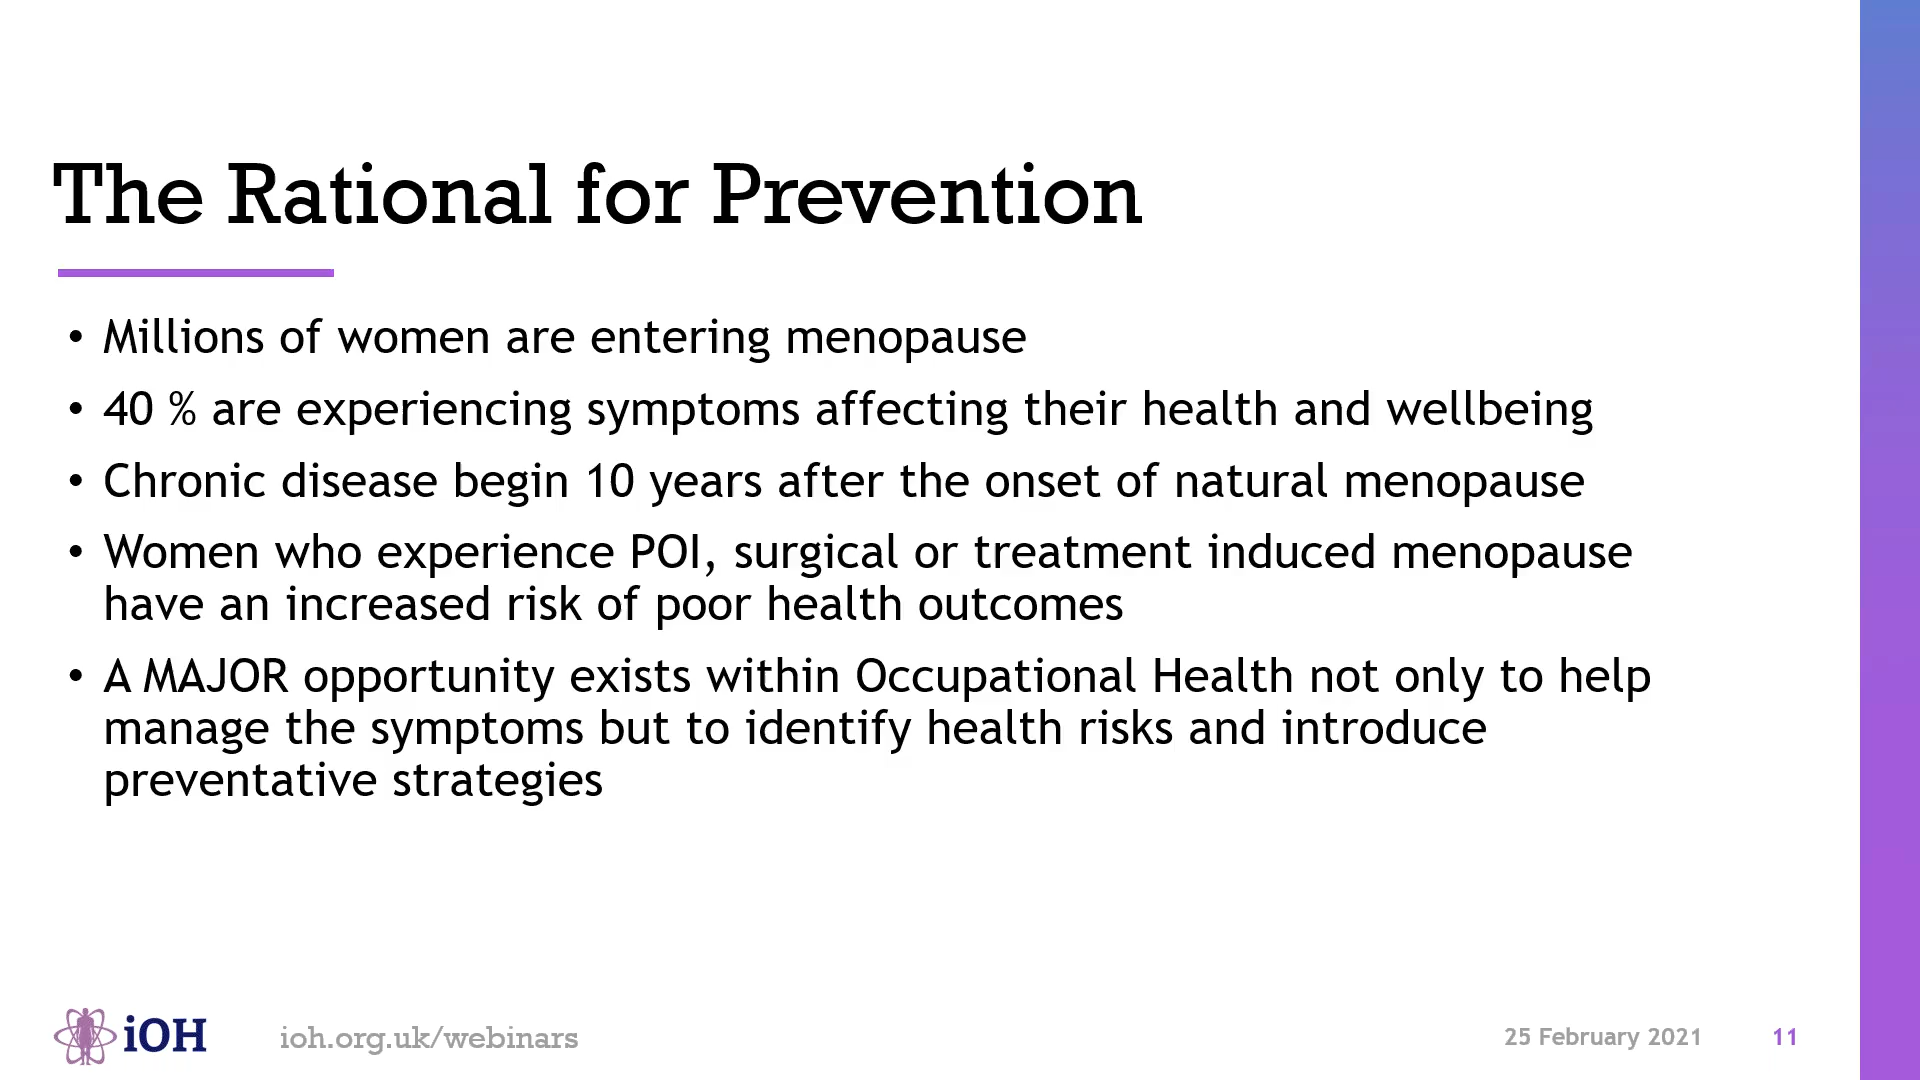 The Rational for Prevention
• Millions of women are entering menopause
• 40 % are experiencing symptoms affecting their health and wellbeing
• Chronic disease begin 10 years after the onset of natural menopause
• Women who experience POI, surgical or treatment induced menopause
have an increased risk of poor health outcomes
• A MAJOR opportunity exists within Occupational Health not only to help
manage the symptoms but to identify health risks and introduce
preventative strategies
iOH
ioh.org.uk/webinars
25 February 2021
11